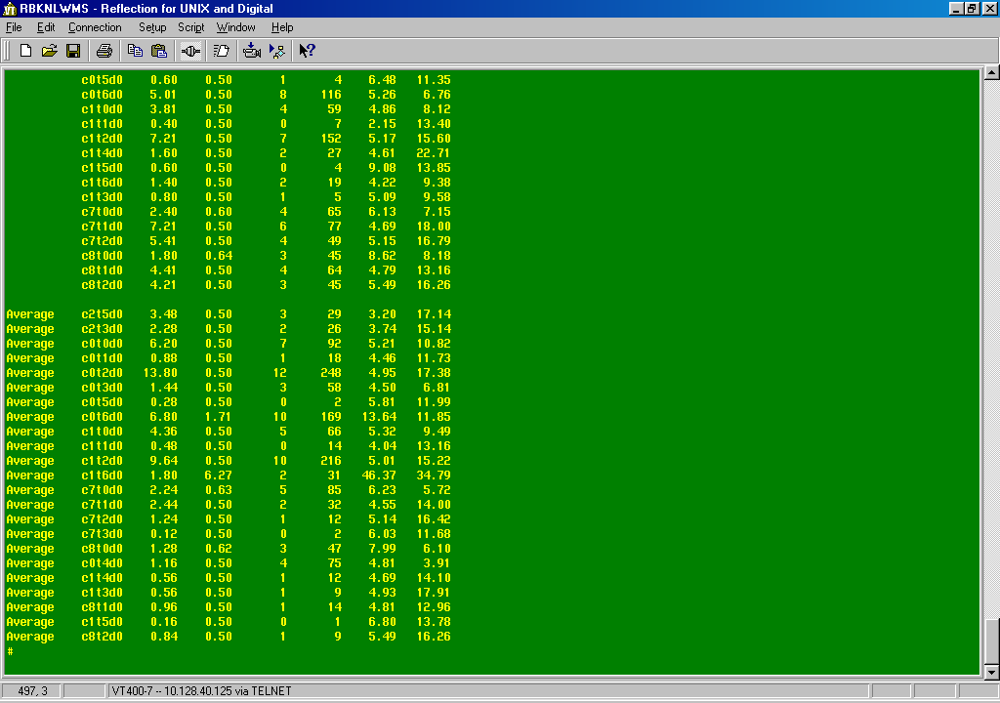 RBKNLWMS - Reflection for UNIX and Digital
File Edit Connection Setup Script Window Help
c0t5d0 0.60 0.50 1 4 6.48 11.35
c0t6d0 5.01 0.50 8 116 5.26 6.76
c1t0d0 3.81 0.50 4 59 4.86 8.12
c1t1d0 0.40 0.50 0 7 2.15 13.40
c1t2d0 7.21 0.50 7 152 5.17 15.60
c1t4d0 1.60 0.50 2 27 4.61 22.71
c1t5d0 0.60 0.50 0 4 9.08 13.85
c1t6d0 1.40 0.50 2 19 4.22 9.38
c1t3d0 0.80 0.50 1 5 5.09 9.58
c7t0d0 2.40 0.60 4 65 6.13 7.15
c7t1d0 7.21 0.50 6 77 4.69 18.00
c7t2d0 5.41 0.50 4 49 5.15 16.79
c8t0d0 1.80 0.64 3 45 8.62 8.18
c8t1d0 4.41 0.50 4 64 4.79 13.16
c8t2d0 4.21 0.50 3 45 5.49 16.26
Average c2t5d0 3.48 0.50 3 29 3.20 17.14
Average c2t3d0 2.28 0.50 2 26 3.74 15.14
Average c0t0d0 6.20 0.50 7 92 5.21 10.82
Average c0t1d0 0.88 0.50 1 18 4.46 11.73
Average c0t2d0 13.80 0.50 12 248 4.95 17.38
Average c0t3d0 1.44 0.50 3 58 4.50 6.81
Average c0t5d0 0.28 0.50 0 2 5.81 11.99
Average c0t6d0 6.80 1.71 10 169 13.64 11.85
Average c1t0d0 4.36 0.50 5 66 5.32 9.49
Average c1t1d0 0.48 0.50 0 14 4.04 13.16
Average c1t2d0 9.64 0.50 10 216 5.01 15.22
Average c1t6d0 1.80 6.27 2 31 46.37 34.79
Average c7t0d0 2.24 0.63 5 85 6.23 5.72
Average c7t1d0 2.44 0.50 2 32 4.55 14.00
Average c7t2d0 1.24 0.50 1 12 5.14 16.42
Average c7t3d0 0.12 0.50 0 2 6.03 11.68
Average c8t0d0 1.28 0.62 3 47 7.99 6.10
Average c0t4d0 1.16 0.50 4 75 4.81 3.91
Average c1t4d0 0.56 0.50 1 12 4.69 14.10
Average c1t3d0 0.56 0.50 1 9 4.93 17.91
Average c8t1d0 0.96 0.50 1 14 4.81 12.96
Average c1t5d0 0.16 0.50 0 1 6.80 13.78
Average c8t2d0 0.84 0.50 1 9 5.49 16.26
#
497, 3 VT400-7 -- 10.128.40.125 via TELNET